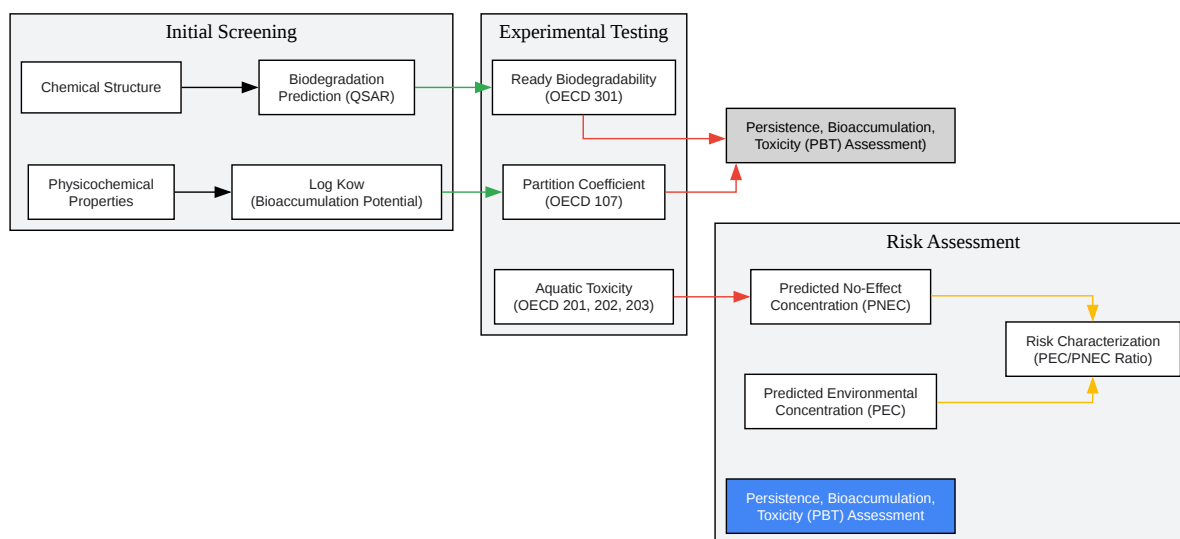 Initial Screening
Chemical Structure
Biodegradation
Prediction (QSAR)
Physicochemical
Properties
Log Kow
(Bioaccumulation Potential)
Experimental Testing
Ready Biodegradability
(OECD 301)
Partition Coefficient
(OECD 107)
Aquatic Toxicity
(OECD 201, 202, 203)
Persistence, Bioaccumulation,
Toxicity (PBT) Assessment)
Risk Assessment
Predicted No-Effect
Concentration (PNEC)
Risk Characterization
(PEC/PNEC Ratio)
Predicted Environmental
Concentration (PEC)
Persistence, Bioaccumulation,
Toxicity (PBT) Assessment